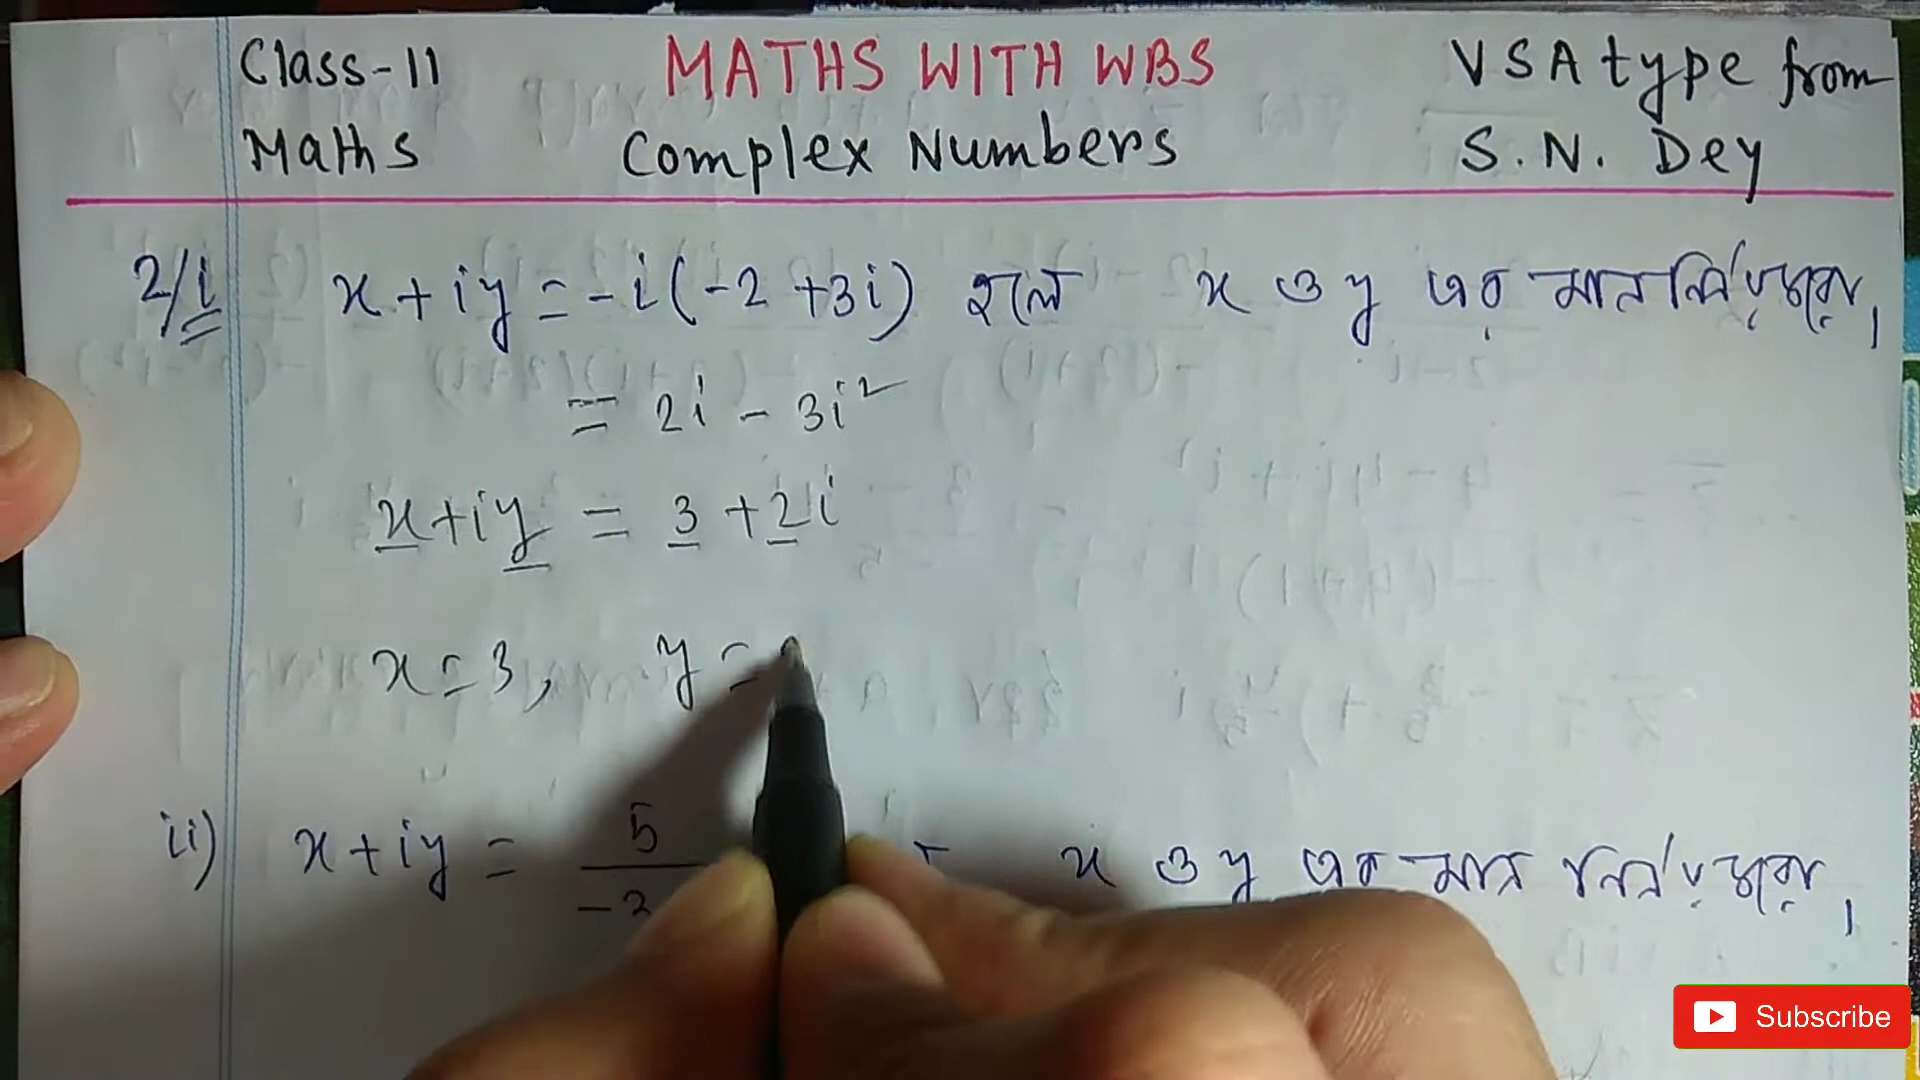 Class-11 MATHS WITH WBS VSA type from
Maths Complex Numbers S. N. Dey
2/i x+iy = -i(-2+3i) হলে x ও y এর মান নির্ণয় করো।
= 2i - 3i²
x+iy = 3+2i
x=3, y=
ii) x+iy = 5/-3 x ও y এর মান নির্ণয় করো।
Subscribe